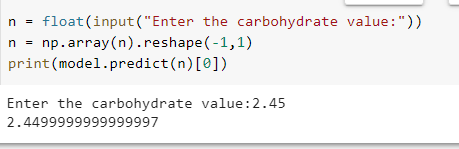 n = float(input("Enter the carbohydrate value:"))
n = np.array(n).reshape(-1,1)
print(model.predict(n)[0])
Enter the carbohydrate value:2.45
2.4499999999999997